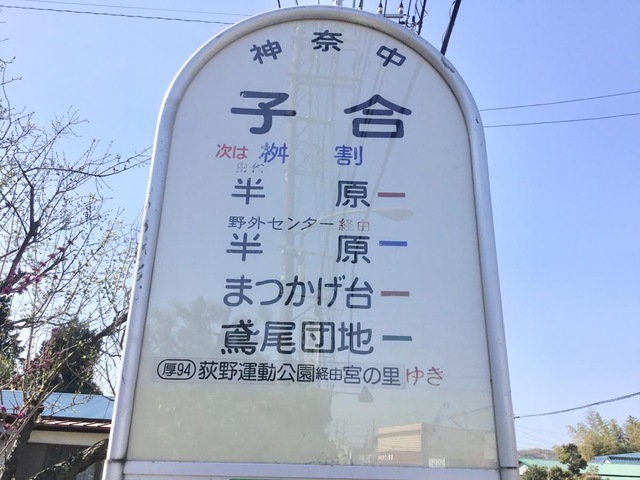 神奈中
子合
次は 桝割
半原
野外センター経由
半原
まつかげ台
鳶尾団地
厚94 荻野運動公園経由宮の里ゆき